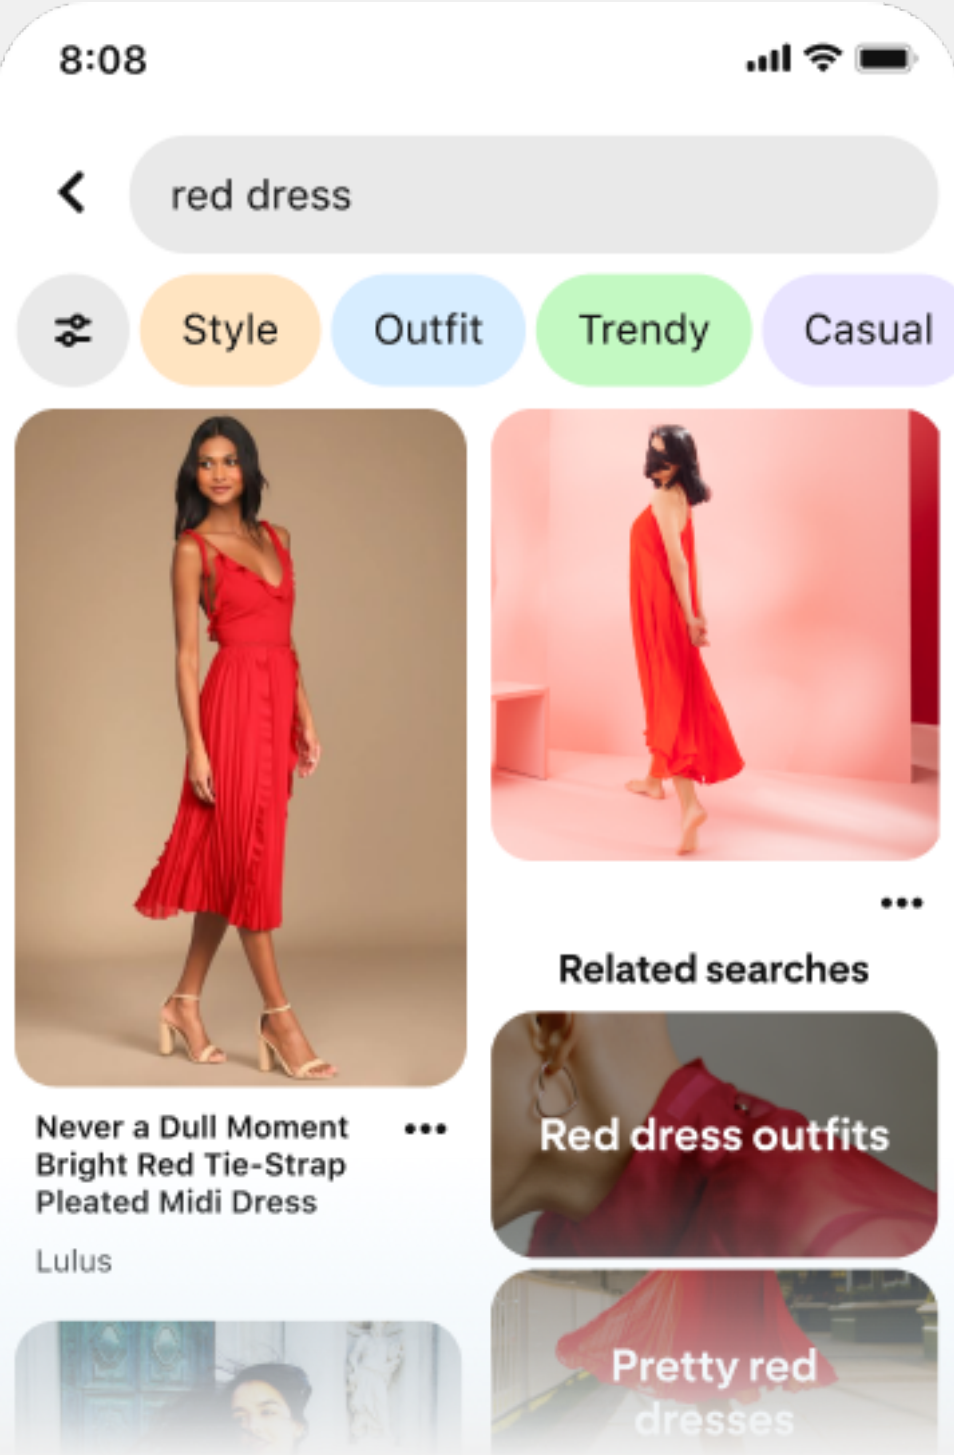 8:08
red dress
Style
Outfit
Trendy
Casual
Never a Dull Moment
Bright Red Tie-Strap
Pleated Midi Dress
Lulus
Related searches
Red dress outfits
Pretty red
dresses